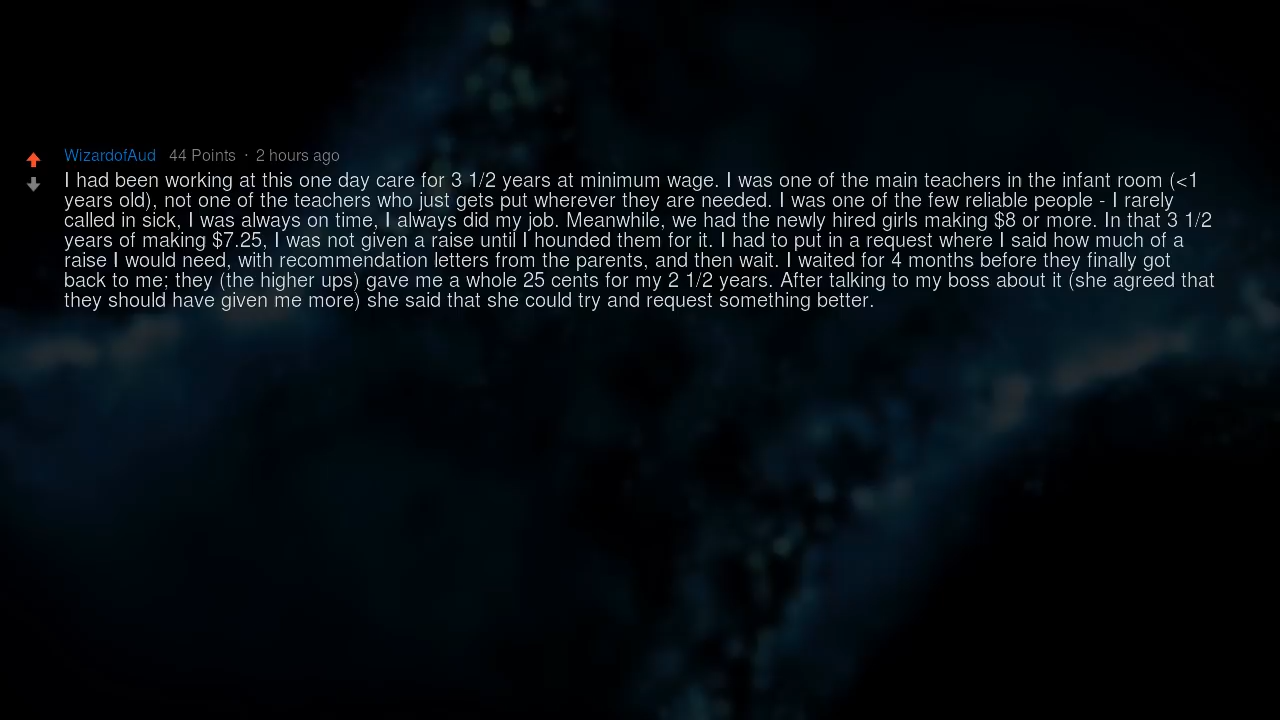 WizardofAud 44 Points · 2 hours ago
I had been working at this one day care for 3 1/2 years at minimum wage. I was one of the main teachers in the infant room (<1
years old), not one of the teachers who just gets put wherever they are needed. I was one of the few reliable people - I rarely
called in sick, I was always on time, I always did my job. Meanwhile, we had the newly hired girls making $8 or more. In that 3 1/2
years of making $7.25, I was not given a raise until I hounded them for it. I had to put in a request where I said how much of a
raise I would need, with recommendation letters from the parents, and then wait. I waited for 4 months before they finally got
back to me; they (the higher ups) gave me a whole 25 cents for my 2 1/2 years. After talking to my boss about it (she agreed that
they should have given me more) she said that she could try and request something better.